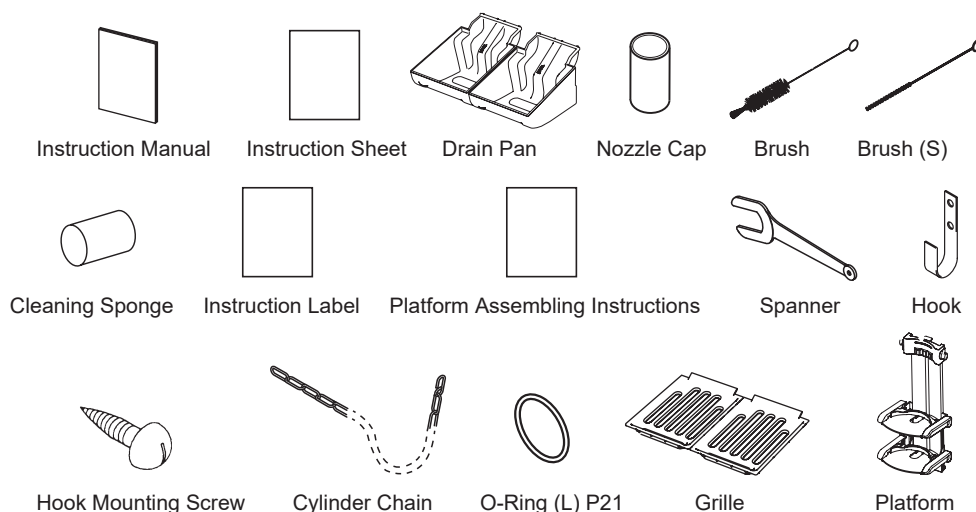 Instruction Manual Instruction Sheet Drain Pan Nozzle Cap Brush Brush (S)
Cleaning Sponge Instruction Label Platform Assembling Instructions Spanner Hook
Hook Mounting Screw Cylinder Chain O-Ring (L) P21 Grille Platform